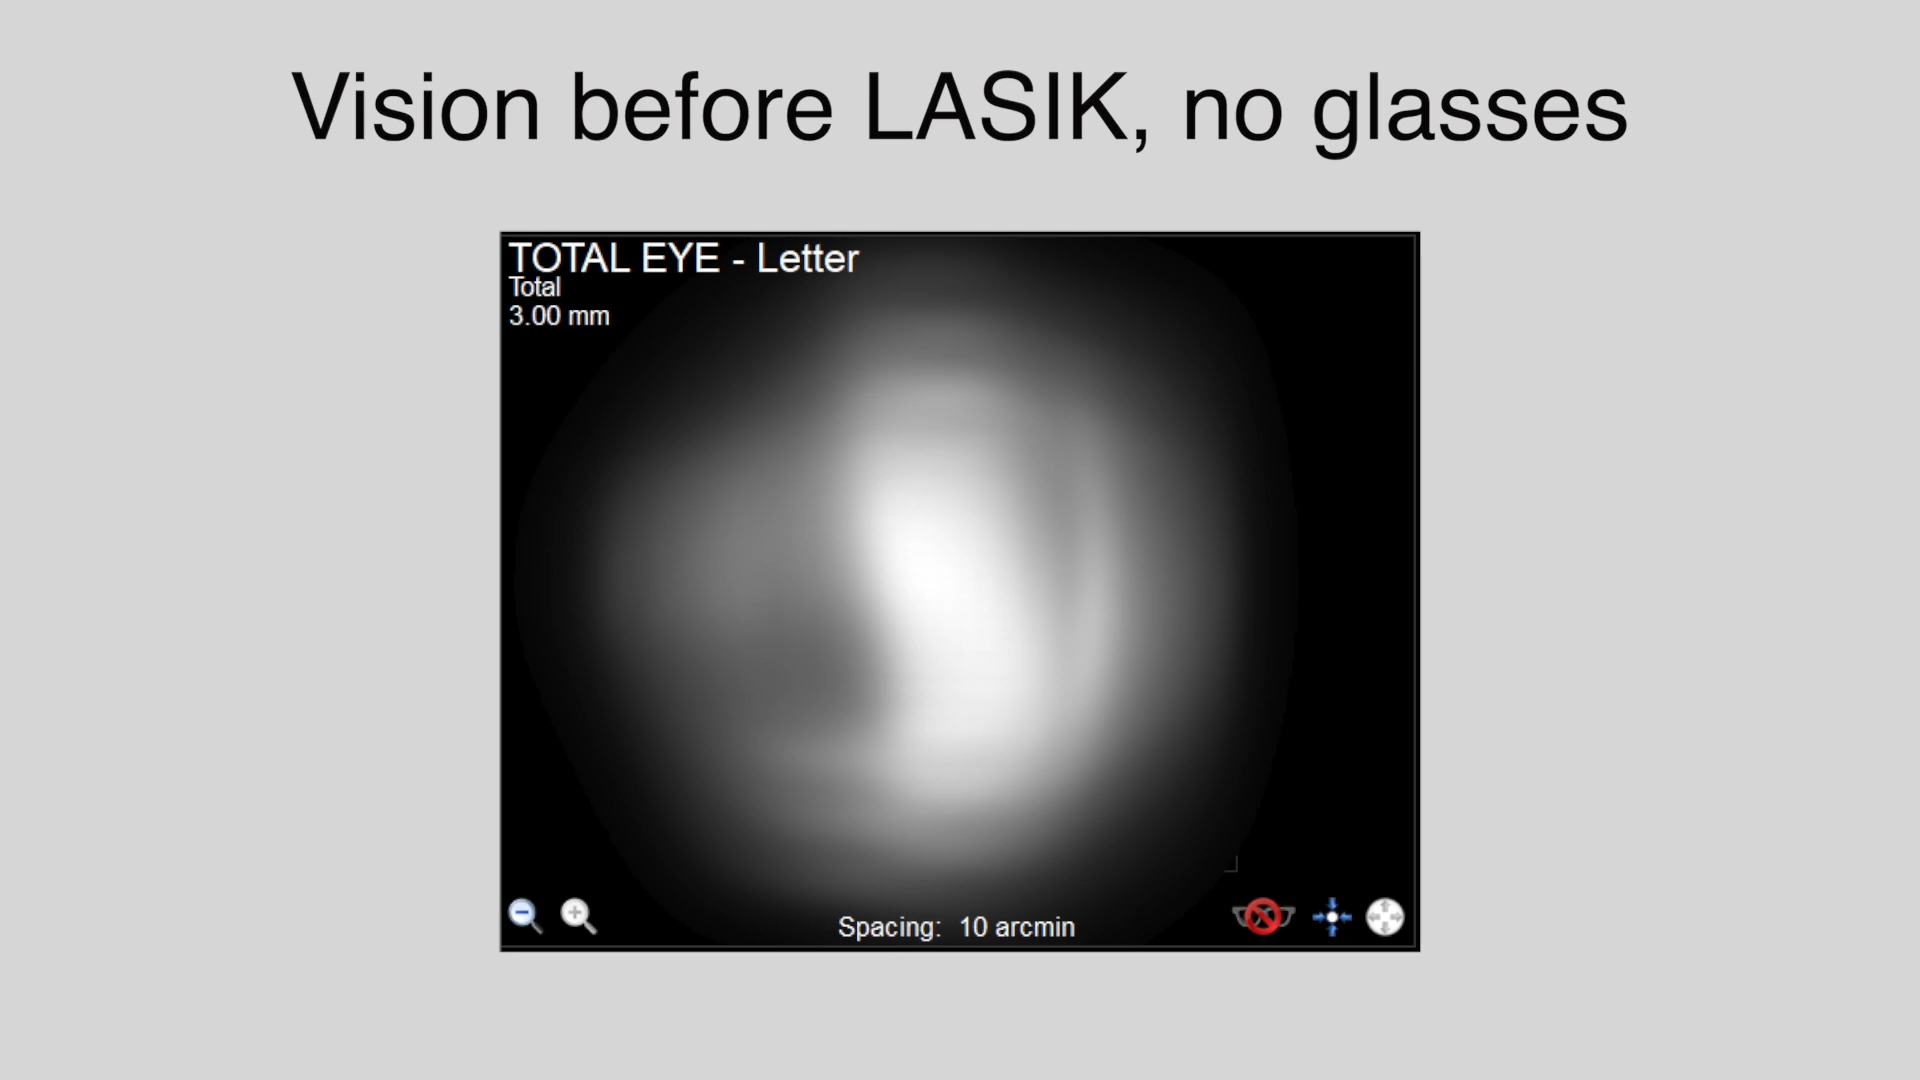 Vision before LASIK, no glasses
TOTAL EYE - Letter
Total
3.00 mm
Spacing: 10 arcmin